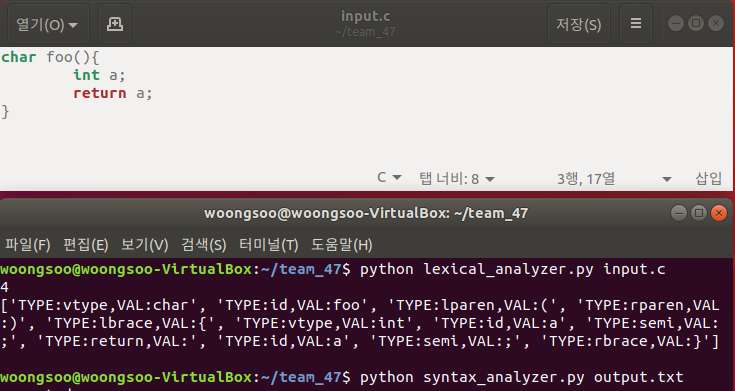 열기(O)
input.c
~/team_47
저장(S)
char foo(){
int a;
return a;
}
C
탭 너비: 8
3행, 17열
삽입
woongsoo@woongsoo-VirtualBox: ~/team_47
파일(F) 편집(E) 보기(V) 검색(S) 터미널(T) 도움말(H)
woongsoo@woongsoo-VirtualBox:~/team_47$ python lexical_analyzer.py input.c
4
['TYPE:vtype,VAL:char', 'TYPE:id,VAL:foo', 'TYPE:lparen,VAL:(', 'TYPE:rparen,VAL
:)', 'TYPE:lbrace,VAL:{', 'TYPE:vtype,VAL:int', 'TYPE:id,VAL:a', 'TYPE:semi,VAL:
;', 'TYPE:return,VAL:', 'TYPE:id,VAL:a', 'TYPE:semi,VAL:;', 'TYPE:rbrace,VAL:}']
woongsoo@woongsoo-VirtualBox:~/team_47$ python syntax_analyzer.py output.txt